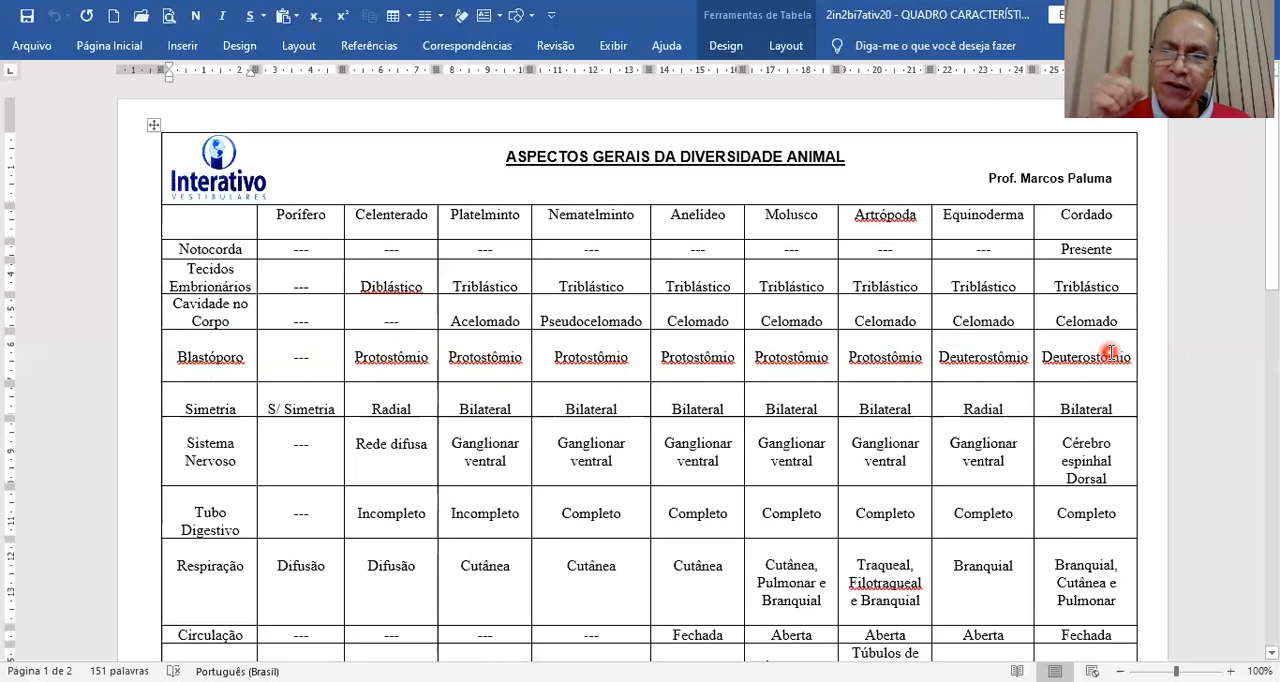 2in2bi7ativ20 - QUADRO CARACTERÍSTI...
Ferramentas de Tabela
Arquivo Página Inicial Inserir Design Layout Referências Correspondências Revisão Exibir Ajuda Design Layout Diga-me o que você deseja fazer
Interativo
VESTIBULARES
ASPECTOS GERAIS DA DIVERSIDADE ANIMAL
Prof. Marcos Paluma
Porífero Celenterado Platelminto Nematelminto Anelídeo Molusco Artrópoda Equinoderma Cordado
Notocorda --- --- --- --- --- --- --- --- Presente
Tecidos
Embrionários --- Diblástico Triblástico Triblástico Triblástico Triblástico Triblástico Triblástico Triblástico
Cavidade no
Corpo --- --- Acelomado Pseudocelomado Celomado Celomado Celomado Celomado Celomado
Blastóporo --- Protostômio Protostômio Protostômio Protostômio Protostômio Protostômio Deuterostômio Deuterostômio
Simetria S/ Simetria Radial Bilateral Bilateral Bilateral Bilateral Bilateral Radial Bilateral
Sistema
Nervoso --- Rede difusa Ganglionar
ventral Ganglionar
ventral Ganglionar
ventral Ganglionar
ventral Ganglionar
ventral Ganglionar
ventral Cérebro
espinhal
Dorsal
Tubo
Digestivo --- Incompleto Incompleto Completo Completo Completo Completo Completo Completo
Respiração Difusão Difusão Cutânea Cutânea Cutânea Cutânea,
Pulmonar e
Branquial Traqueal,
Filotraqueal
e Branquial Branquial Branquial,
Cutânea e
Pulmonar
Circulação --- --- --- --- Fechada Aberta Aberta Aberta Fechada
Túbulos de
Página 1 de 2 151 palavras Português (Brasil) 100%